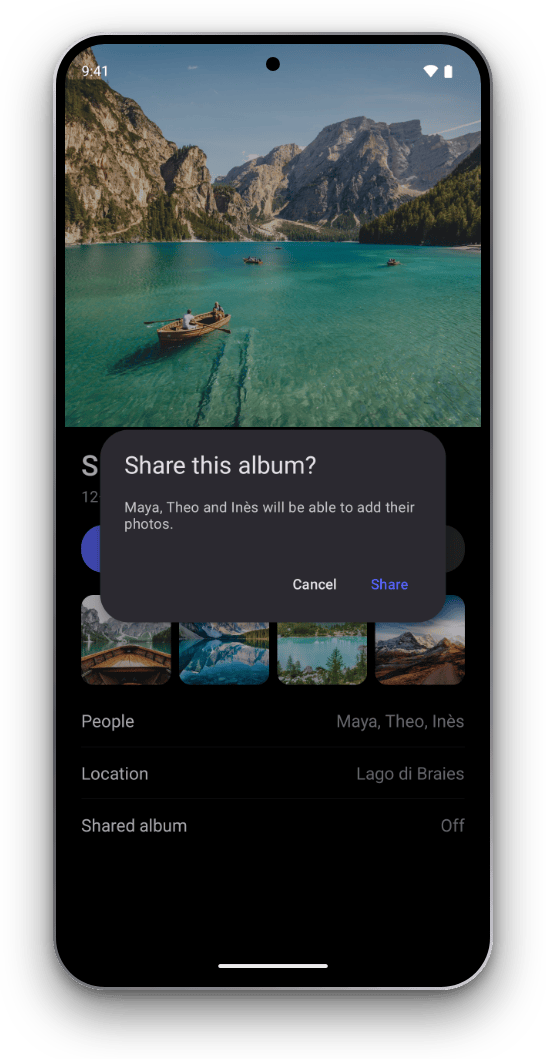 9:41
Share this album?
Maya, Theo and Inès will be able to add their
photos.
Cancel Share
People Maya, Theo, Inès
Location Lago di Braies
Shared album Off